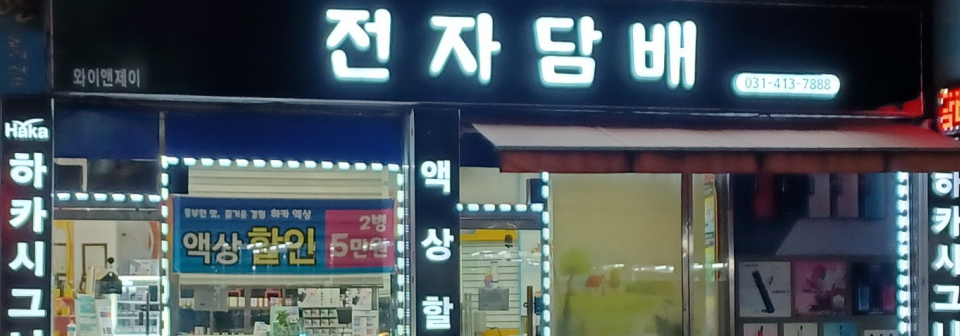 전자담배
와이앤제이
031-413-7888
Haka
하카시그
액상할
풍부한 맛, 즐거운 경험 하카 액상
액상 할인
2병
5만원
하카시그